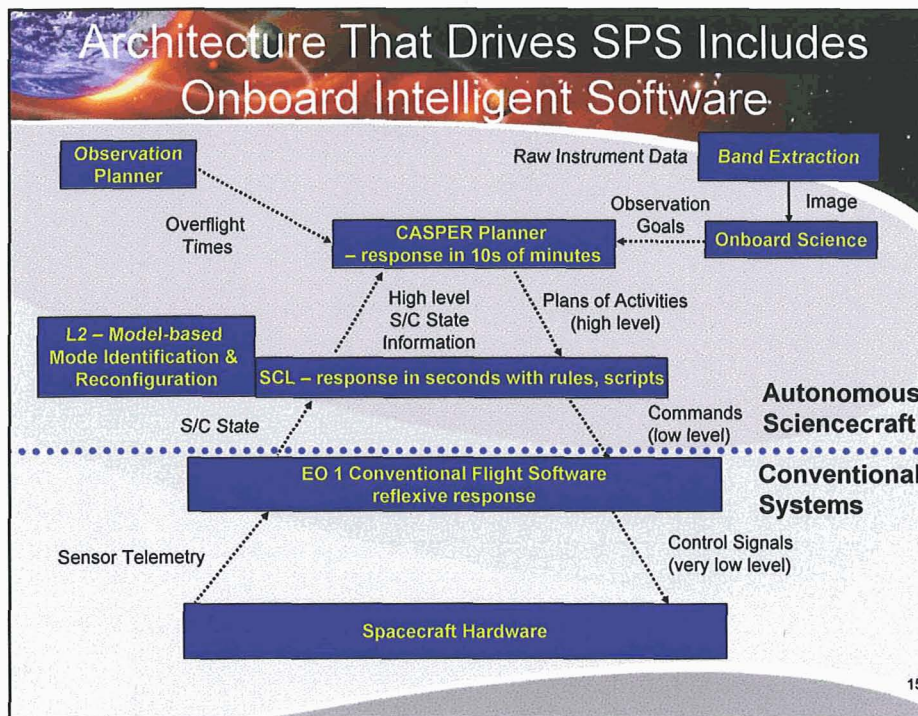 Architecture That Drives SPS Includes
Onboard Intelligent Software
Observation
Planner
Raw Instrument Data
Band Extraction
Overflight
Times
Observation
Goals
Image
CASPER Planner
– response in 10s of minutes
Onboard Science
High level
S/C State
Information
Plans of Activities
(high level)
L2 – Model-based
Mode Identification &
Reconfiguration
SCL – response in seconds with rules, scripts
Autonomous
Sciencecraft
S/C State
Commands
(low level)
EO 1 Conventional Flight Software
reflexive response
Conventional
Systems
Sensor Telemetry
Control Signals
(very low level)
Spacecraft Hardware
15